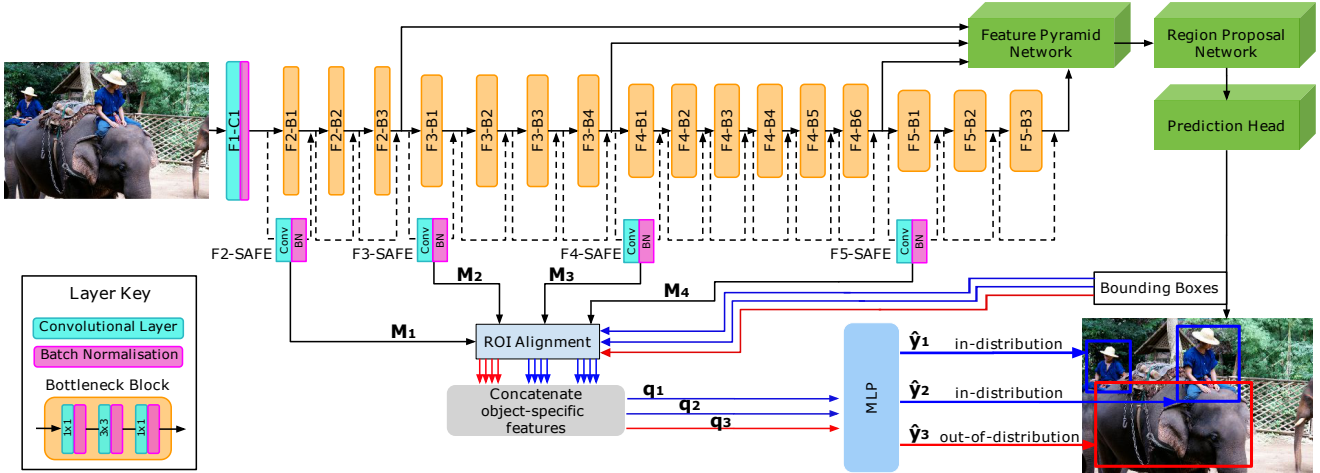 Feature Pyramid
Network
Region Proposal
Network
Prediction Head
F1-C1
F2-B1
F2-B2
F2-B3
F3-B1
F3-B2
F3-B3
F3-B4
F4-B1
F4-B2
F4-B3
F4-B4
F4-B5
F4-B6
F5-B1
F5-B2
F5-B3
F2-SAFE
Conv
BN
F3-SAFE
Conv
BN
F4-SAFE
Conv
BN
F5-SAFE
Conv
BN
M1
M2
M3
M4
Bounding Boxes
ROI Alignment
Concatenate
object-specific
features
q1
q2
q3
MLP
ŷ1 in-distribution
ŷ2 in-distribution
ŷ3 out-of-distribution
Layer Key
Convolutional Layer
Batch Normalisation
Bottleneck Block
1x1
3x3
1x1